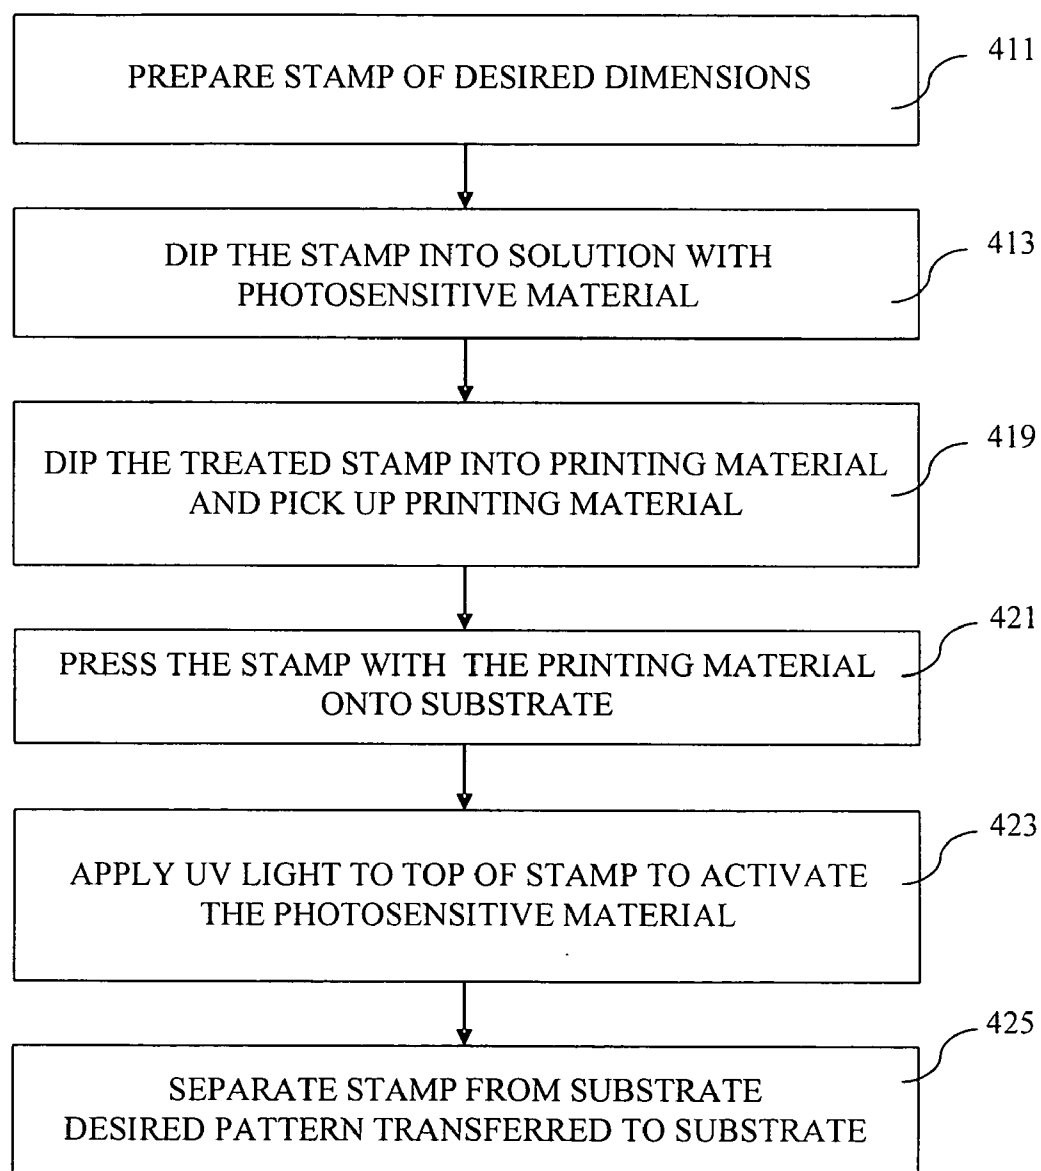 PREPARE STAMP OF DESIRED DIMENSIONS
411
DIP THE STAMP INTO SOLUTION WITH
PHOTOSENSITIVE MATERIAL
413
DIP THE TREATED STAMP INTO PRINTING MATERIAL
AND PICK UP PRINTING MATERIAL
419
PRESS THE STAMP WITH THE PRINTING MATERIAL
ONTO SUBSTRATE
421
APPLY UV LIGHT TO TOP OF STAMP TO ACTIVATE
THE PHOTOSENSITIVE MATERIAL
423
SEPARATE STAMP FROM SUBSTRATE
DESIRED PATTERN TRANSFERRED TO SUBSTRATE
425